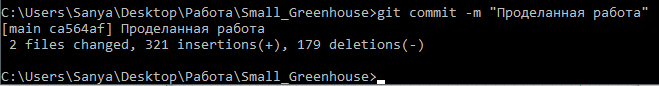 C:\Users\Sanya\Desktop\Работа\Small_Greenhouse>git commit -m "Проделанная работа"
[main ca564af] Проделанная работа
 2 files changed, 321 insertions(+), 179 deletions(-)
C:\Users\Sanya\Desktop\Работа\Small_Greenhouse>